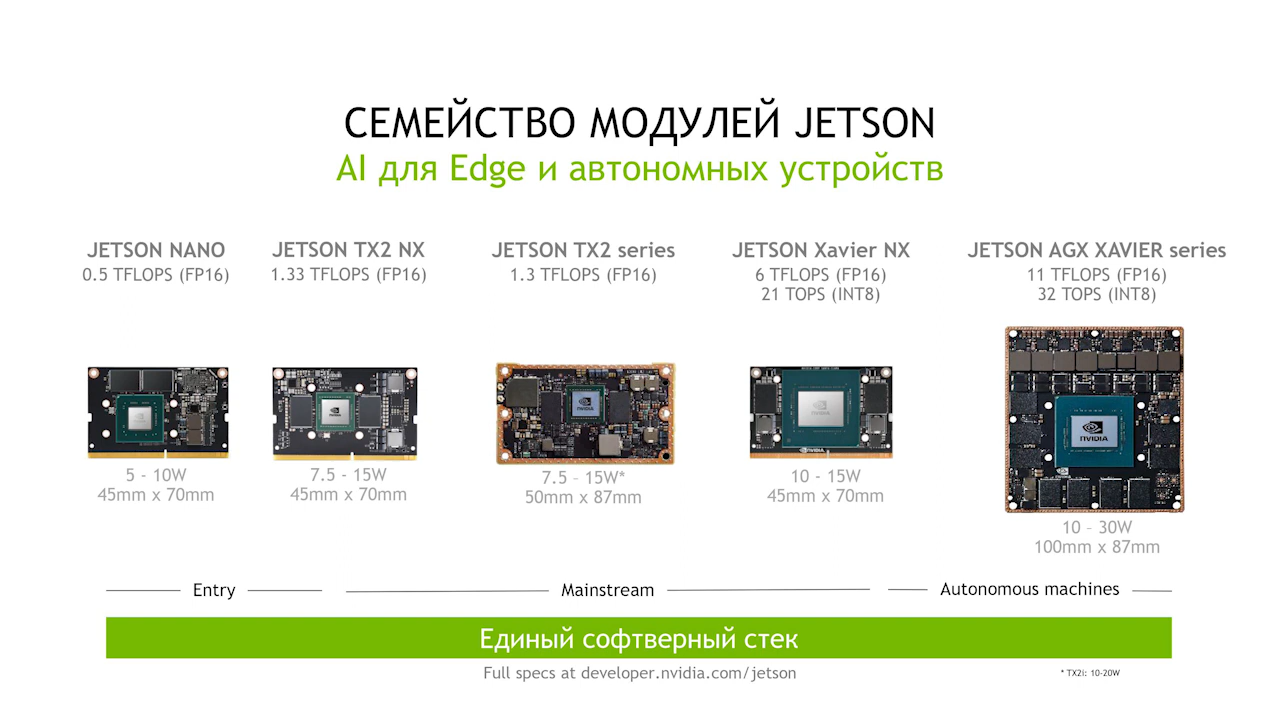 СЕМЕЙСТВО МОДУЛЕЙ JETSON
AI для Edge и автономных устройств
JETSON NANO
0.5 TFLOPS (FP16)
JETSON TX2 NX
1.33 TFLOPS (FP16)
JETSON TX2 series
1.3 TFLOPS (FP16)
JETSON Xavier NX
6 TFLOPS (FP16)
21 TOPS (INT8)
JETSON AGX XAVIER series
11 TFLOPS (FP16)
32 TOPS (INT8)
NVIDIA
NVIDIA
NVIDIA
NVIDIA
5 - 10W
45mm x 70mm
7.5 - 15W
45mm x 70mm
7.5 – 15W*
50mm x 87mm
10 - 15W
45mm x 70mm
10 – 30W
100mm x 87mm
Entry
Mainstream
Autonomous machines
Единый софтверный стек
Full specs at developer.nvidia.com/jetson
* TX2i: 10-20W